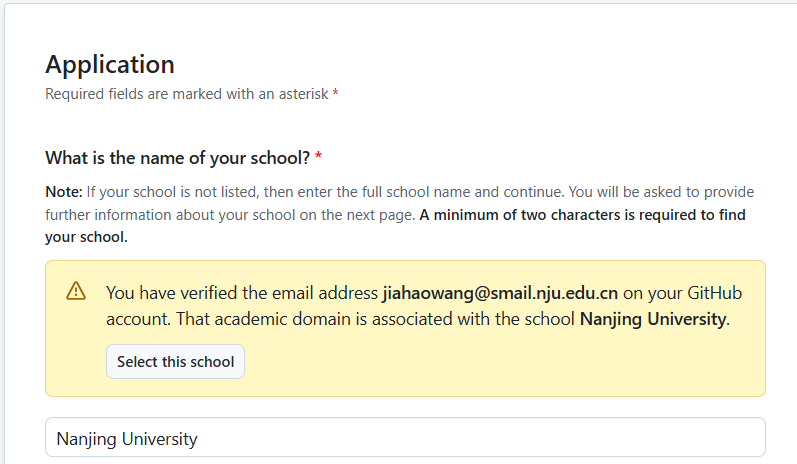 Application
Required fields are marked with an asterisk *
What is the name of your school? *
Note: If your school is not listed, then enter the full school name and continue. You will be asked to provide
further information about your school on the next page. A minimum of two characters is required to find
your school.
You have verified the email address jiahaowang@smail.nju.edu.cn on your GitHub
account. That academic domain is associated with the school Nanjing University.
Select this school
Nanjing University